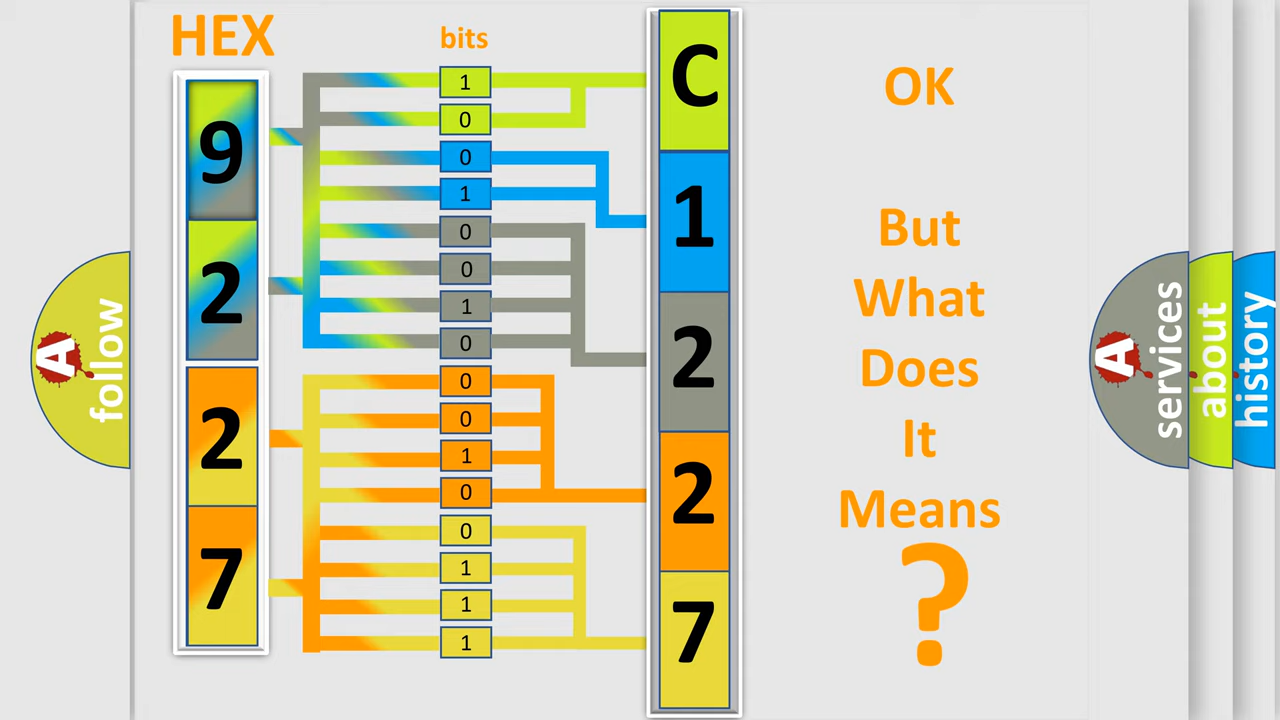 HEX
bits
9
2
2
7
1
0
0
1
0
0
1
0
0
0
1
0
0
1
1
1
C
1
2
2
7
OK
But
What
Does
It
Means
?
A
follow
A
services
about
history